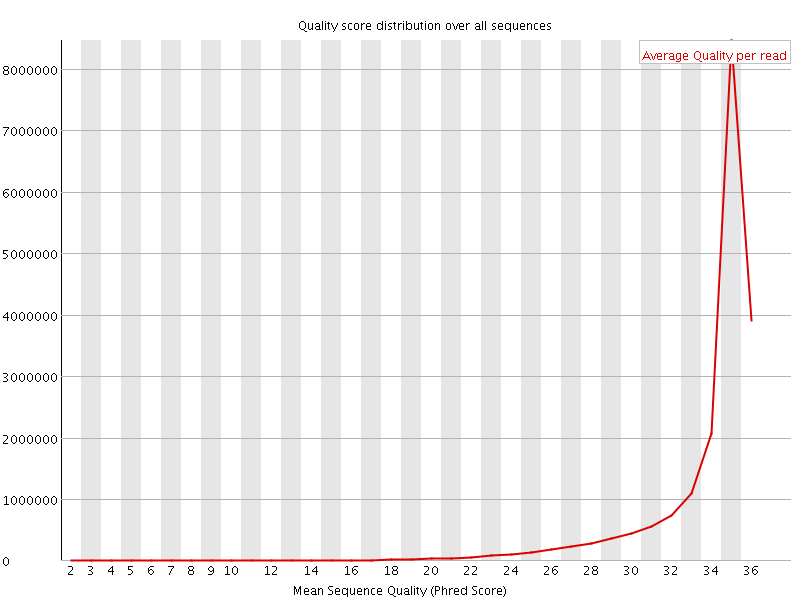 Quality score distribution over all sequences
Average Quality per read
8000000
7000000
6000000
5000000
4000000
3000000
2000000
1000000
0
2 3 4 5 6 7 8 9 10 12 14 16 18 20 22 24 26 28 30 32 34 36
Mean Sequence Quality (Phred Score)